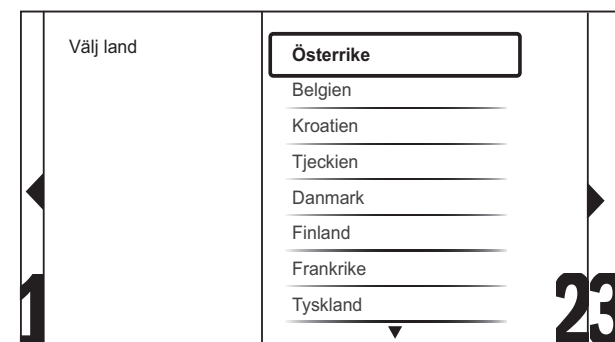 Välj land
Österrike
Belgien
Kroatien
Tjeckien
Danmark
Finland
Frankrike
Tyskland
1
23